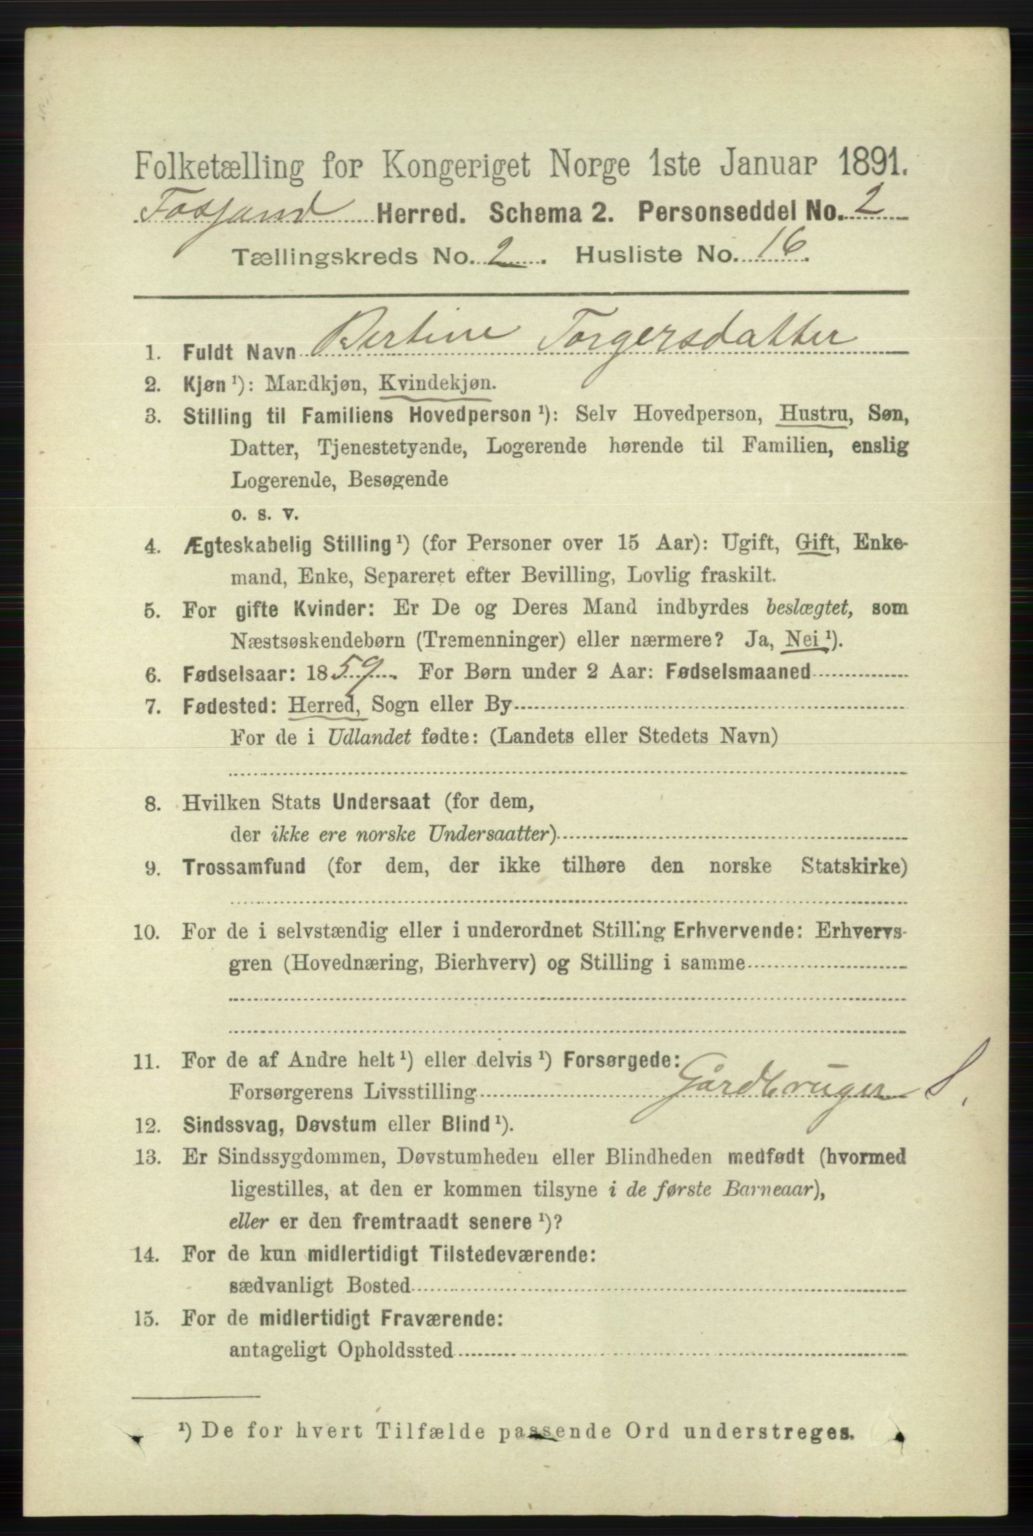 Folketælling for Kongeriget Norge 1ste Januar 1891.
Fossand Herred. Schema 2. Personseddel No. 2
Tællingskreds No. 2. Husliste No. 16.
1. Fuldt Navn Bertine Torgersdatter
2. Kjøn ¹): Mandkjøn, Kvindekjøn.
3. Stilling til Familiens Hovedperson ¹): Selv Hovedperson, Hustru, Søn,
Datter, Tjenestetyende, Logerende hørende til Familien, enslig
Logerende, Besøgende
o. s. v.
4. Ægteskabelig Stilling ¹) (for Personer over 15 Aar): Ugift, Gift, Enke-
mand, Enke, Separeret efter Bevilling, Lovlig fraskilt.
5. For gifte Kvinder: Er De og Deres Mand indbyrdes beslægtet, som
Næstsøskendebørn (Tremenninger) eller nærmere? Ja, Nei ¹).
6. Fødselsaar: 1859. For Børn under 2 Aar: Fødselsmaaned
7. Fødested: Herred, Sogn eller By
For de i Udlandet fødte: (Landets eller Stedets Navn)
8. Hvilken Stats Undersaat (for dem,
der ikke ere norske Undersaatter)
9. Trossamfund (for dem, der ikke tilhøre den norske Statskirke)
10. For de i selvstændig eller i underordnet Stilling Erhvervende: Erhvervs-
gren (Hovednæring, Bierhverv) og Stilling i samme
11. For de af Andre helt ¹) eller delvis ¹) Forsørgede:
Forsørgerens Livsstilling Gårdbruger S.
12. Sindssvag, Døvstum eller Blind ¹).
13. Er Sindssygdommen, Døvstumheden eller Blindheden medfødt (hvormed
ligestilles, at den er kommen tilsyne i de første Barneaar),
eller er den fremtraadt senere ¹)?
14. For de kun midlertidigt Tilstedeværende:
sædvanligt Bosted
15. For de midlertidigt Fraværende:
antageligt Opholdssted
¹) De for hvert Tilfælde passende Ord understreges.